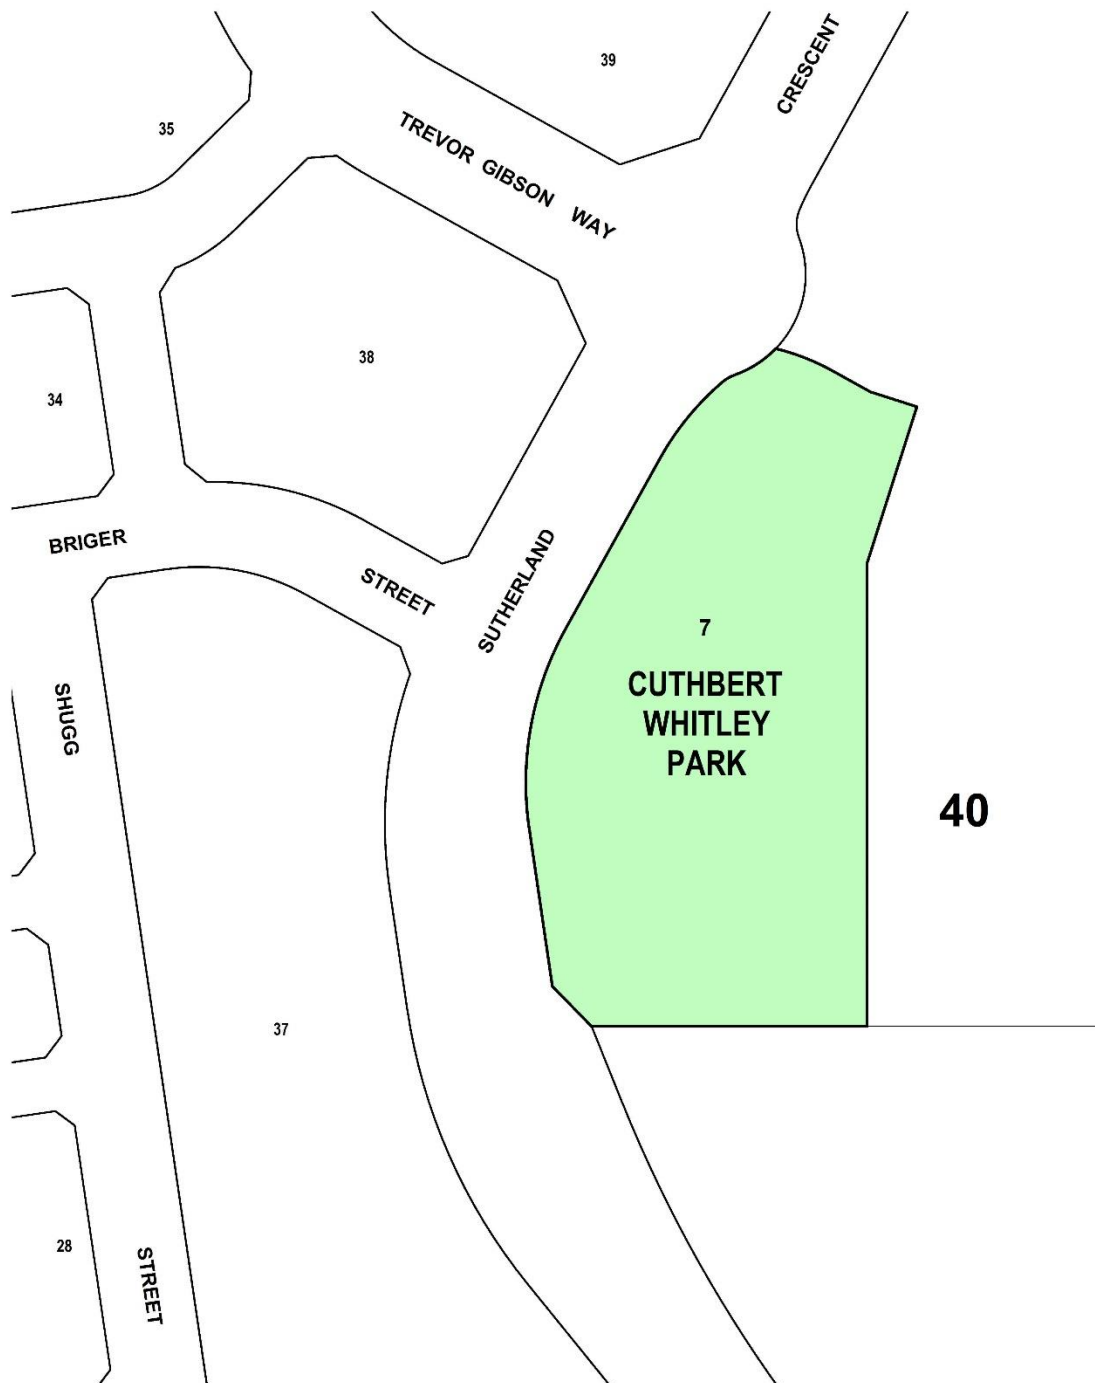 39
CRESCENT
35
TREVOR GIBSON WAY
38
34
BRIGER
STREET
SUTHERLAND
7
CUTHBERT
WHITLEY
PARK
SHUGG
40
37
28
STREET